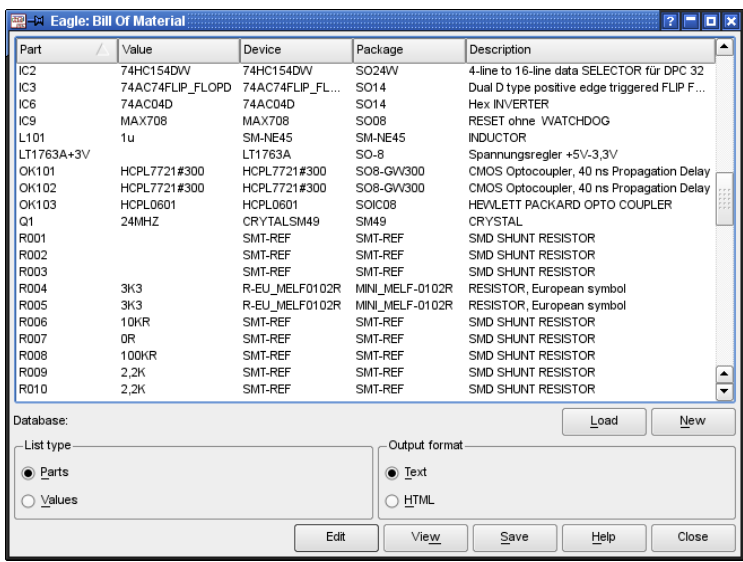 Eagle: Bill Of Material
Part Value Device Package Description
IC2 74HC154DW 74HC154DW SO24W 4-line to 16-line data SELECTOR für DPC 32
IC3 74AC74FLIP_FLOPD 74AC74FLIP_FL... SO14 Dual D type positive edge triggered FLIP F...
IC6 74AC04D 74AC04D SO14 Hex INVERTER
IC9 MAX708 MAX708 SO08 RESET ohne WATCHDOG
L101 1u SM-NE45 SM-NE45 INDUCTOR
LT1763A+3V LT1763A SO-8 Spannungsregler +5V-3,3V
OK101 HCPL7721#300 HCPL7721#300 SO8-GW300 CMOS Optocoupler, 40 ns Propagation Delay
OK102 HCPL7721#300 HCPL7721#300 SO8-GW300 CMOS Optocoupler, 40 ns Propagation Delay
OK103 HCPL0601 HCPL0601 SOIC08 HEWLETT PACKARD OPTO COUPLER
Q1 24MHZ CRYTALSM49 SM49 CRYSTAL
R001 SMT-REF SMT-REF SMD SHUNT RESISTOR
R002 SMT-REF SMT-REF SMD SHUNT RESISTOR
R003 SMT-REF SMT-REF SMD SHUNT RESISTOR
R004 3K3 R-EU_MELF0102R MINI_MELF-0102R RESISTOR, European symbol
R005 3K3 R-EU_MELF0102R MINI_MELF-0102R RESISTOR, European symbol
R006 10KR SMT-REF SMT-REF SMD SHUNT RESISTOR
R007 0R SMT-REF SMT-REF SMD SHUNT RESISTOR
R008 100KR SMT-REF SMT-REF SMD SHUNT RESISTOR
R009 2,2K SMT-REF SMT-REF SMD SHUNT RESISTOR
R010 2,2K SMT-REF SMT-REF SMD SHUNT RESISTOR
Database: Load New
List type Output format
Parts Text
Values HTML
Edit View Save Help Close